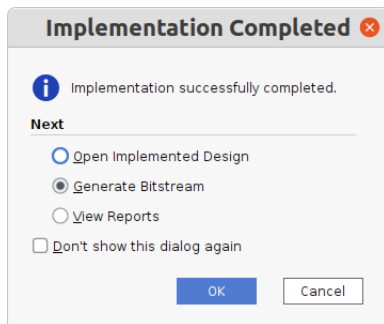 Implementation Completed
Implementation successfully completed.
Next
Open Implemented Design
Generate Bitstream
View Reports
Don't show this dialog again
OK
Cancel